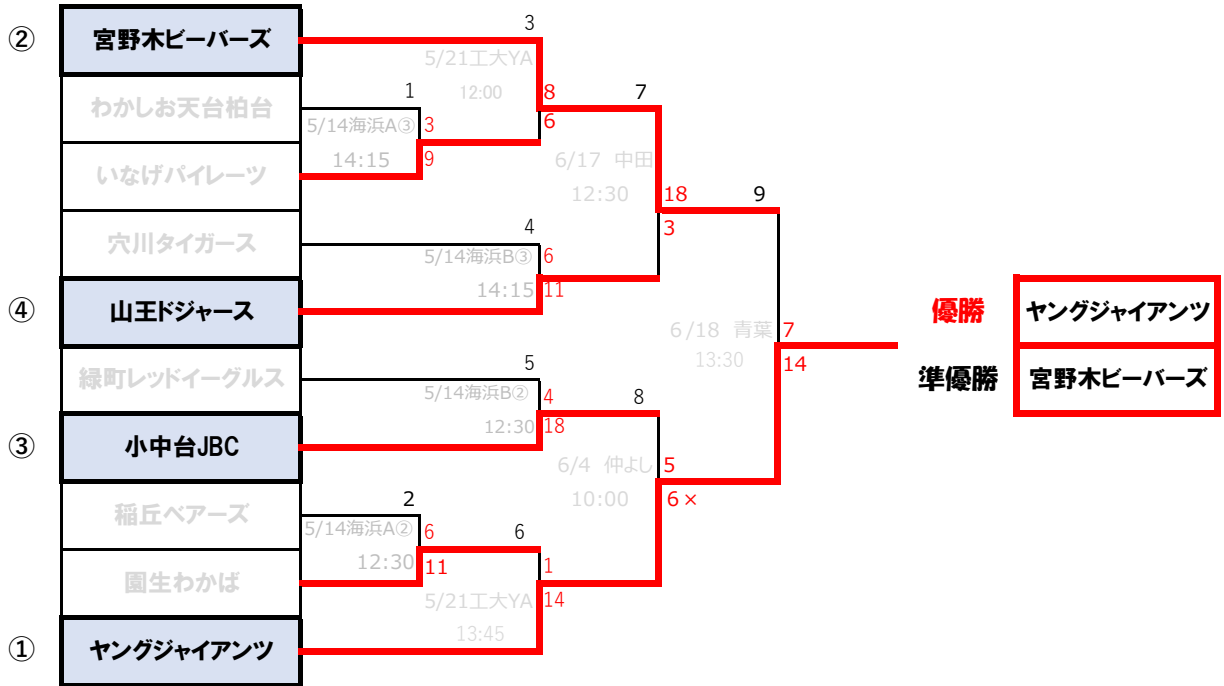 3
② 宮野木ビーバーズ
5/21工大YA
12:00
1
8
7
わかしお天台柏台
5/14海浜A③
3
6
14:15
9
6/17 中田
いなげパイレーツ
12:30
18
9
4
3
穴川タイガース
5/14海浜B③
6
14:15
11
④ 山王ドジャース
優勝 ヤングジャイアンツ
6/18 青葉
7
13:30
14
5
緑町レッドイーグルス
準優勝 宮野木ビーバーズ
5/14海浜B②
4
8
12:30
18
③ 小中台JBC
6/4 仲よし
5
10:00
6×
2
稲丘ベアーズ
5/14海浜A②
6
6
12:30
11
1
園生わかば
5/21工大YA
14
13:45
① ヤングジャイアンツ